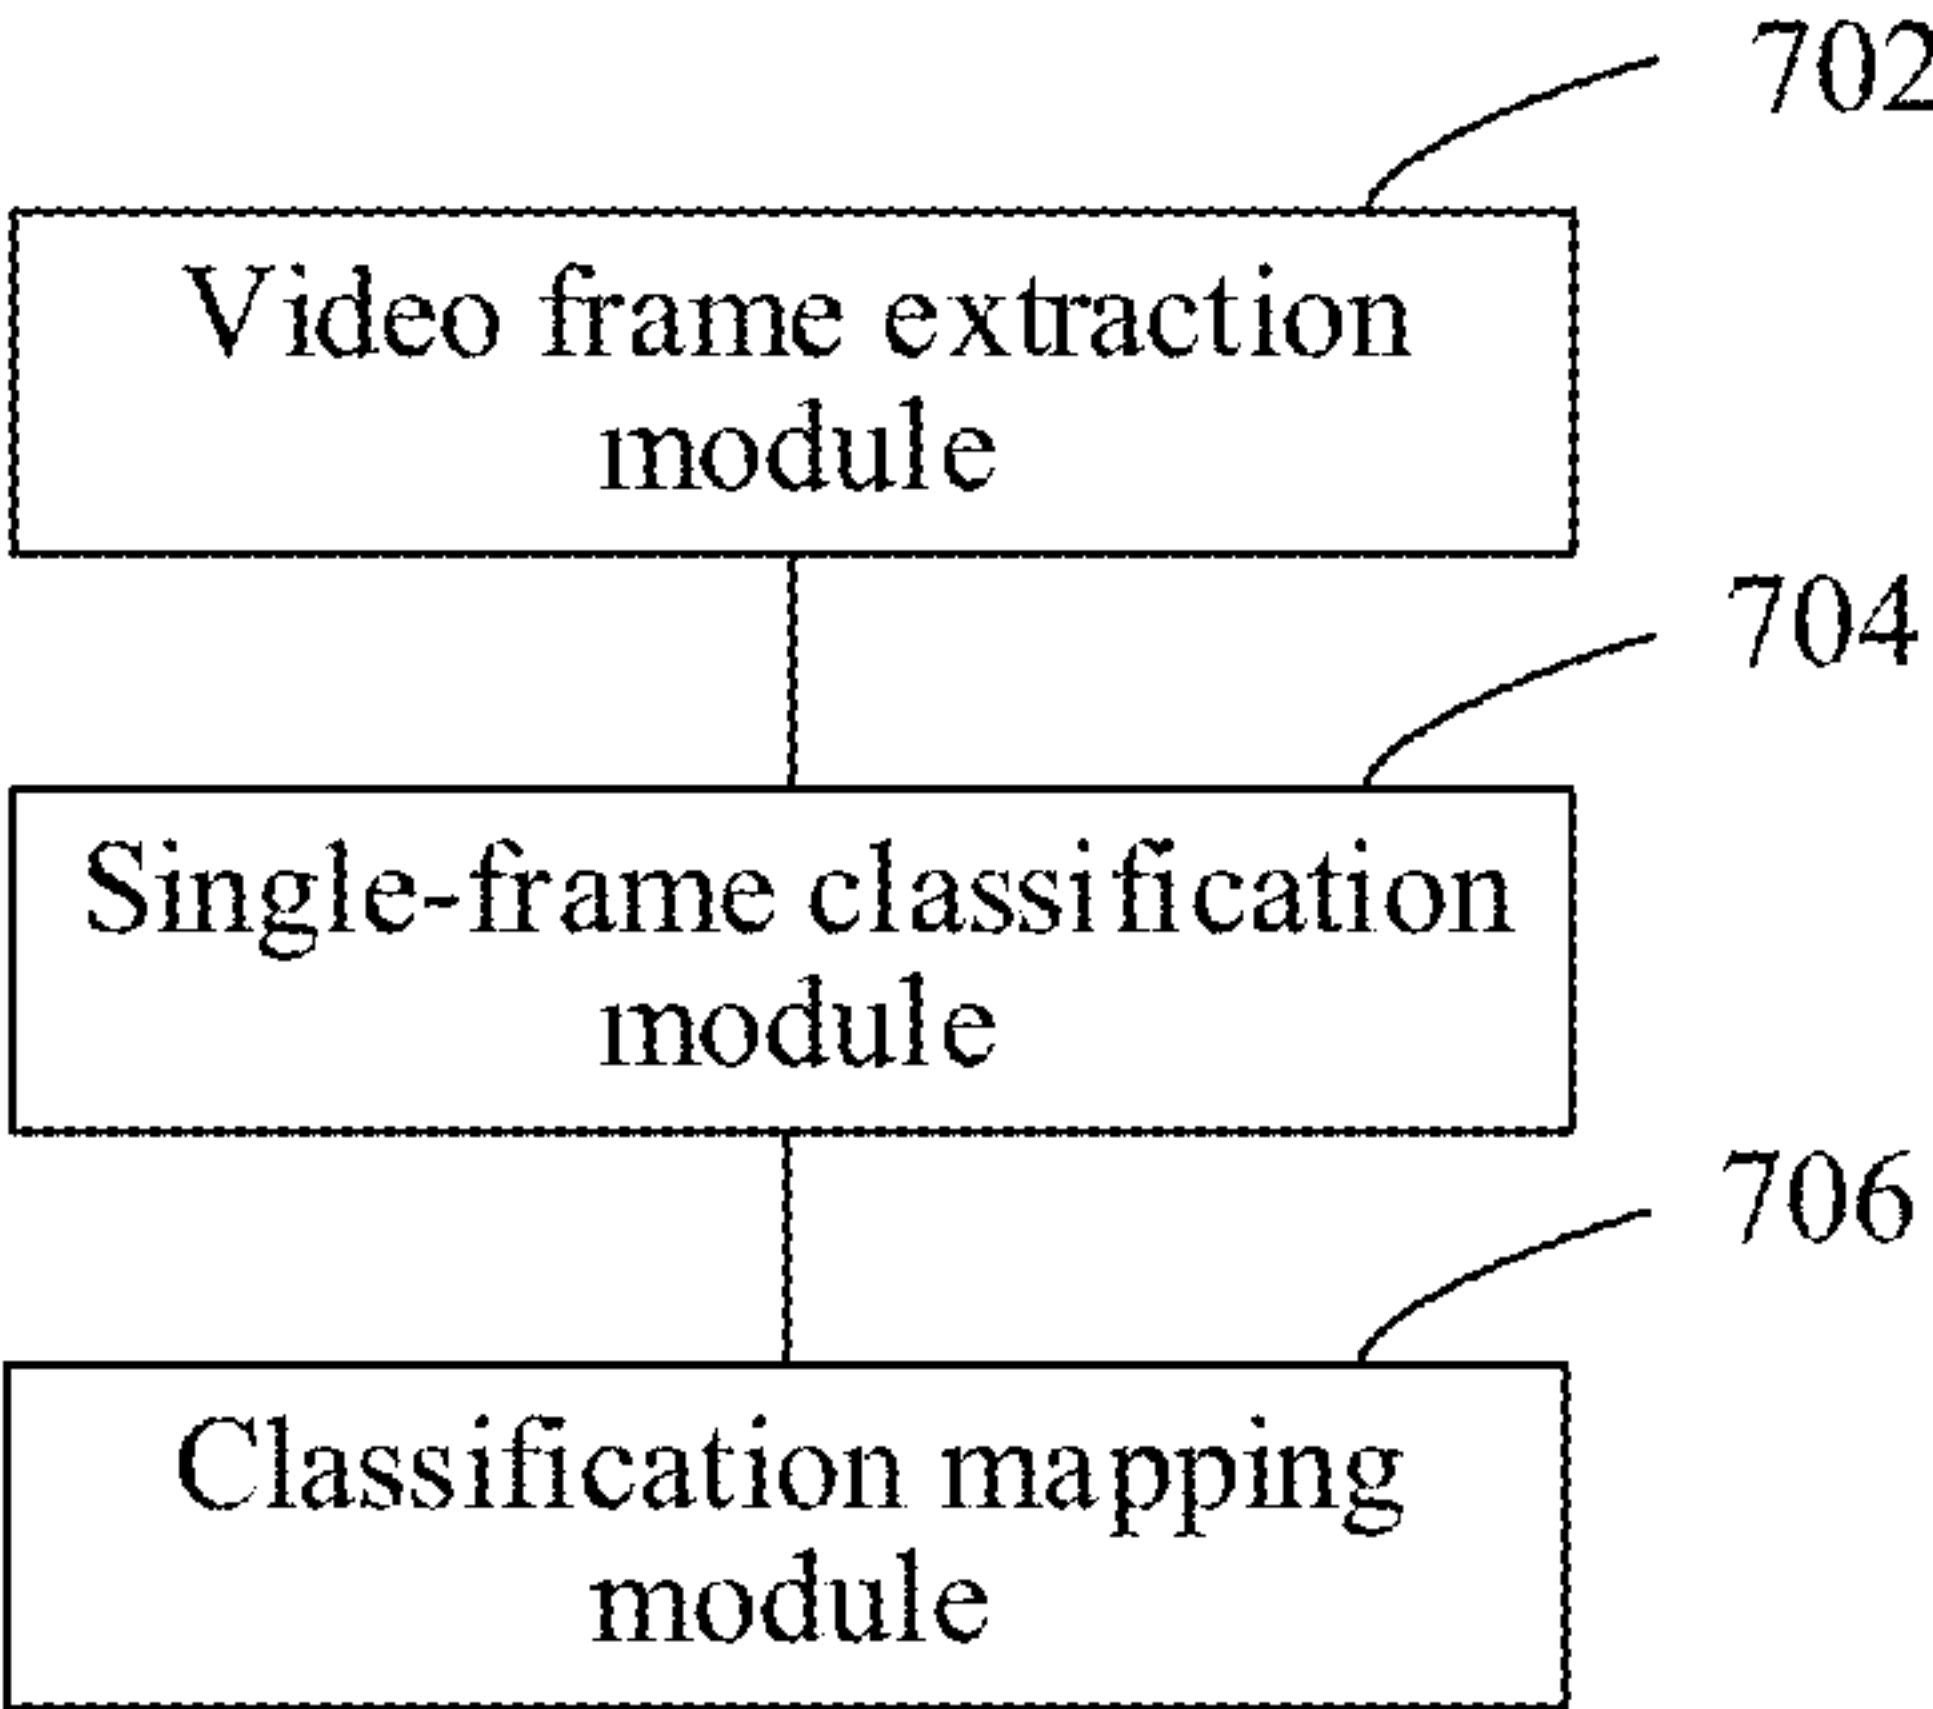 702
Video frame extraction
module
704
Single-frame classification
module
706
Classification mapping
module